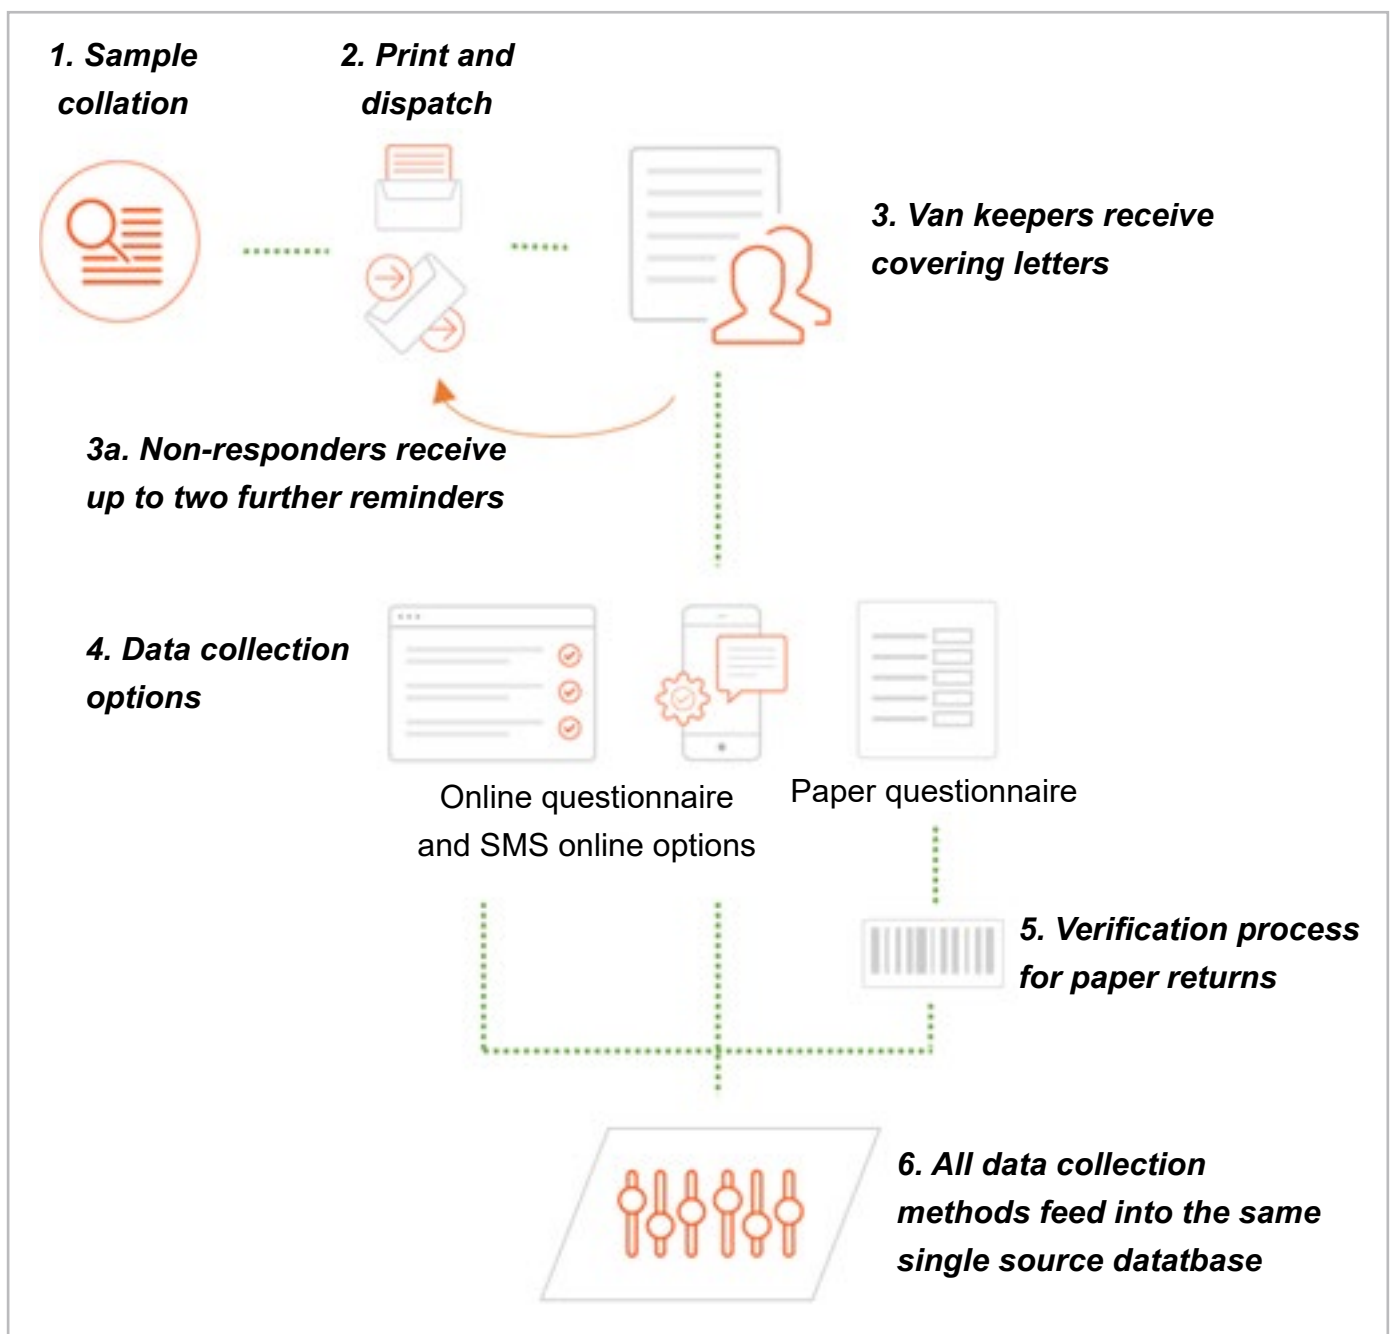 1. Sample
collation
2. Print and
dispatch
3. Van keepers receive
covering letters
3a. Non-responders receive
up to two further reminders
4. Data collection
options
Online questionnaire
and SMS online options
Paper questionnaire
5. Verification process
for paper returns
6. All data collection
methods feed into the same
single source datatbase